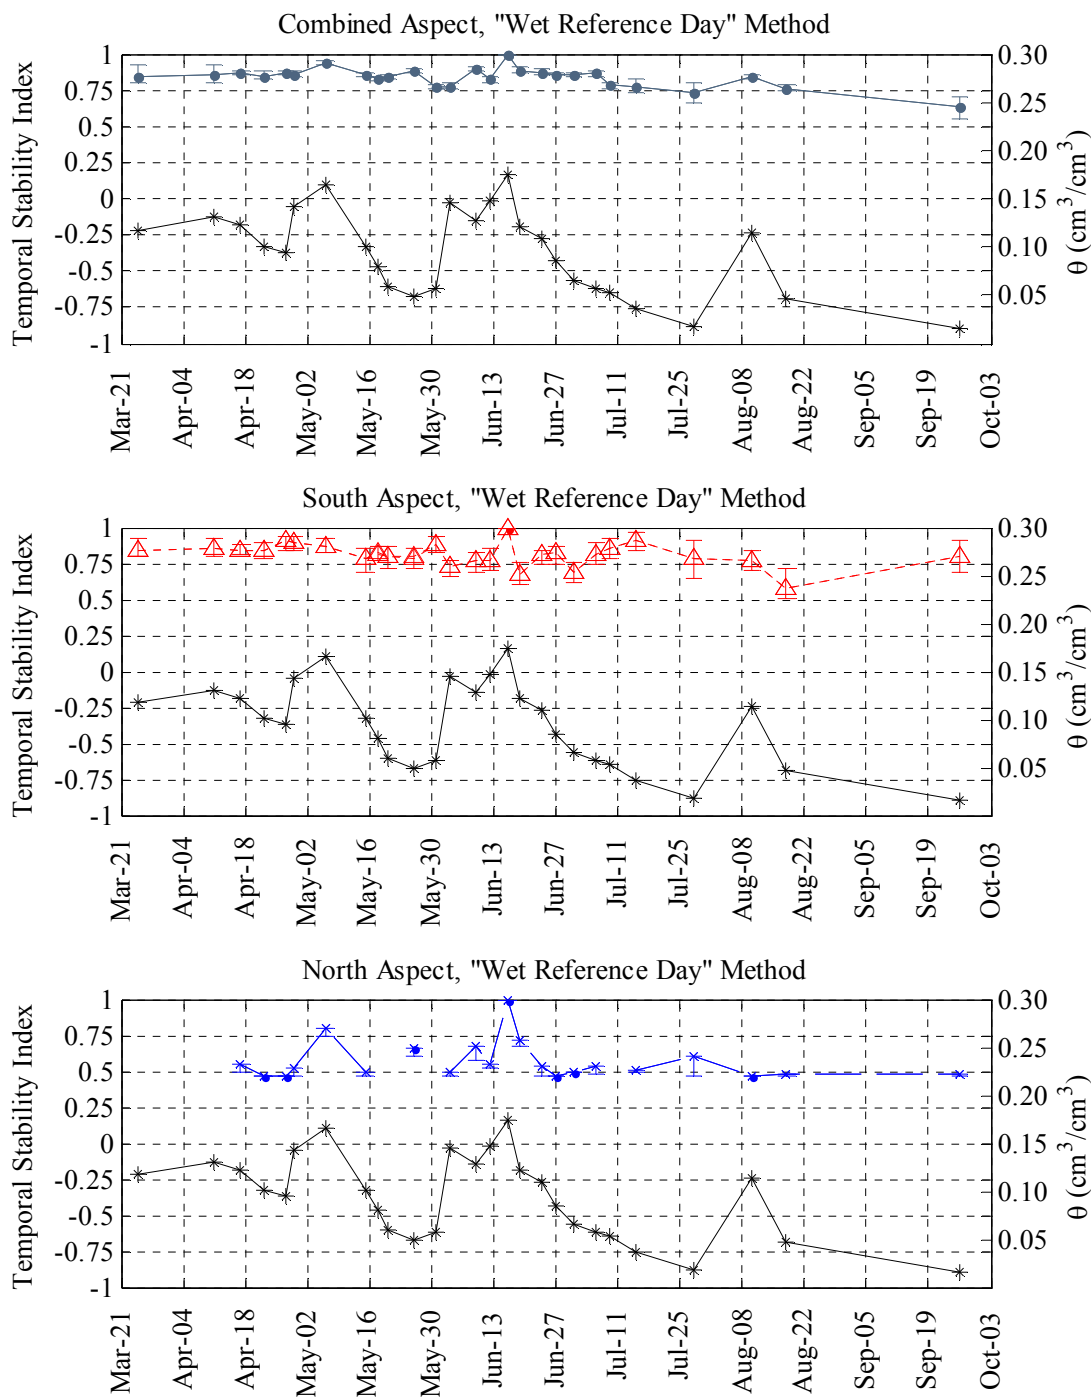 Combined Aspect, "Wet Reference Day" Method
Temporal Stability Index
1
0.75
0.5
0.25
0
-0.25
-0.5
-0.75
-1
0.30
0.25
0.20
0.15
0.10
0.05
θ (cm³/cm³)
Mar-21
Apr-04
Apr-18
May-02
May-16
May-30
Jun-13
Jun-27
Jul-11
Jul-25
Aug-08
Aug-22
Sep-05
Sep-19
Oct-03
South Aspect, "Wet Reference Day" Method
Temporal Stability Index
1
0.75
0.5
0.25
0
-0.25
-0.5
-0.75
-1
0.30
0.25
0.20
0.15
0.10
0.05
θ (cm³/cm³)
Mar-21
Apr-04
Apr-18
May-02
May-16
May-30
Jun-13
Jun-27
Jul-11
Jul-25
Aug-08
Aug-22
Sep-05
Sep-19
Oct-03
North Aspect, "Wet Reference Day" Method
Temporal Stability Index
1
0.75
0.5
0.25
0
-0.25
-0.5
-0.75
-1
0.30
0.25
0.20
0.15
0.10
0.05
θ (cm³/cm³)
Mar-21
Apr-04
Apr-18
May-02
May-16
May-30
Jun-13
Jun-27
Jul-11
Jul-25
Aug-08
Aug-22
Sep-05
Sep-19
Oct-03